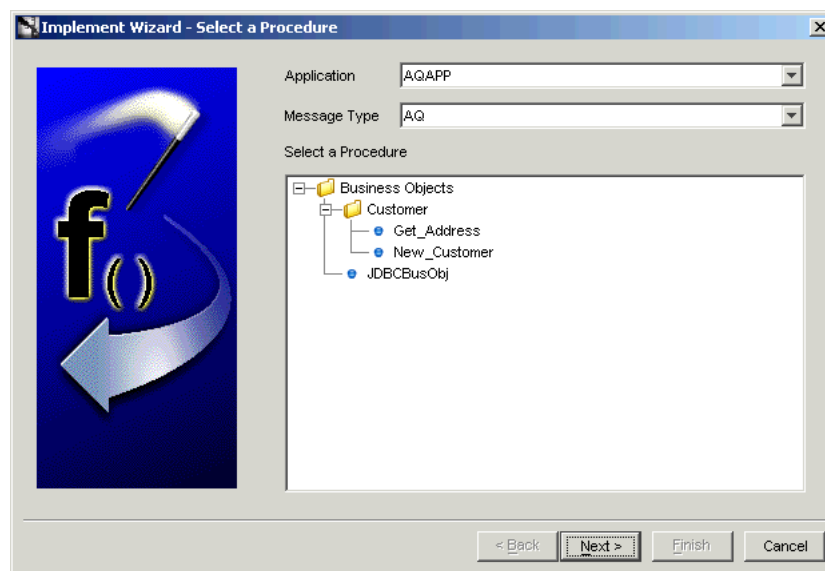 Implement Wizard - Select a Procedure
Application AQAPP
Message Type AQ
Select a Procedure
Business Objects
Customer
Get_Address
New_Customer
JDBCBusObj
f()
< Back Next > Finish Cancel